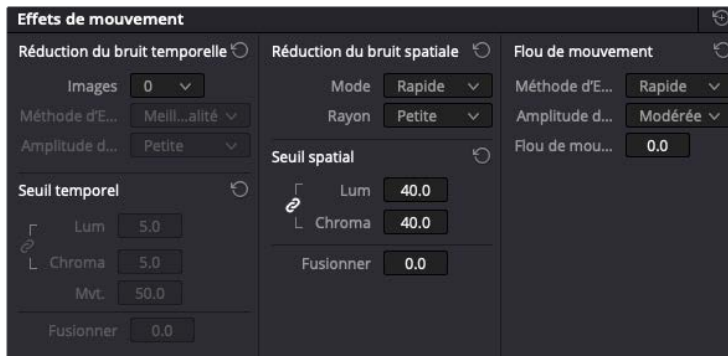 Effets de mouvement
Réduction du bruit temporelle
Images 0
Méthode d'E... Meill...alité
Amplitude d... Petite
Seuil temporel
Lum 5.0
Chroma 5.0
Mvt. 50.0
Fusionner 0.0
Réduction du bruit spatiale
Mode Rapide
Rayon Petite
Seuil spatial
Lum 40.0
Chroma 40.0
Fusionner 0.0
Flou de mouvement
Méthode d'E... Rapide
Amplitude d... Modérée
Flou de mou... 0.0